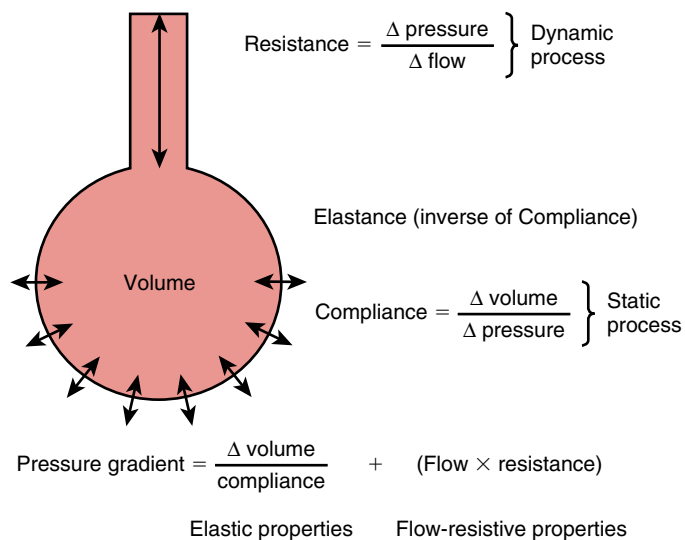 Resistance = Δ pressure / Δ flow } Dynamic process
Elastance (inverse of Compliance)
Volume
Compliance = Δ volume / Δ pressure } Static process
Pressure gradient = Δ volume / compliance + (Flow × resistance)
Elastic properties Flow-resistive properties